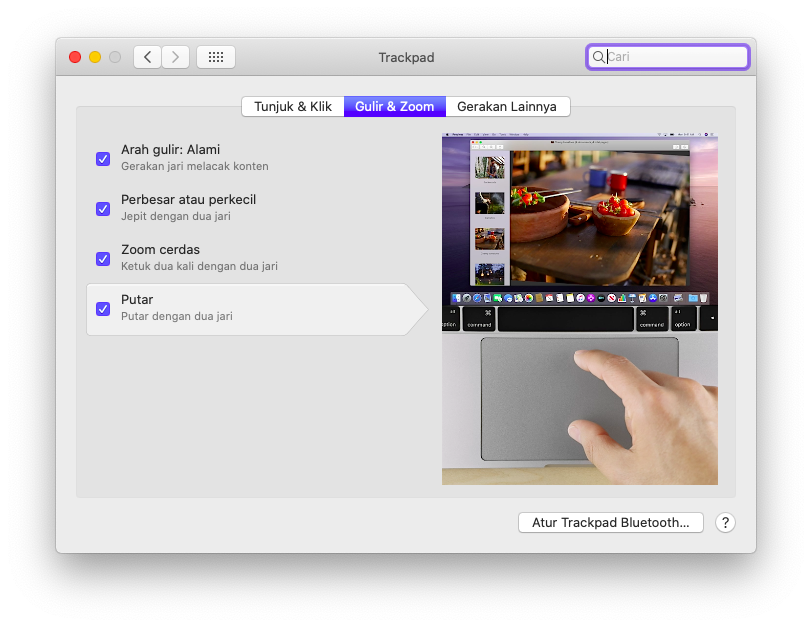 Trackpad
Cari
Tunjuk & Klik
Gulir & Zoom
Gerakan Lainnya
Arah gulir: Alami
Gerakan jari melacak konten
Perbesar atau perkecil
Jepit dengan dua jari
Zoom cerdas
Ketuk dua kali dengan dua jari
Putar
Putar dengan dua jari
alt ⌘ ⌘ alt
option command command option
Atur Trackpad Bluetooth...
?